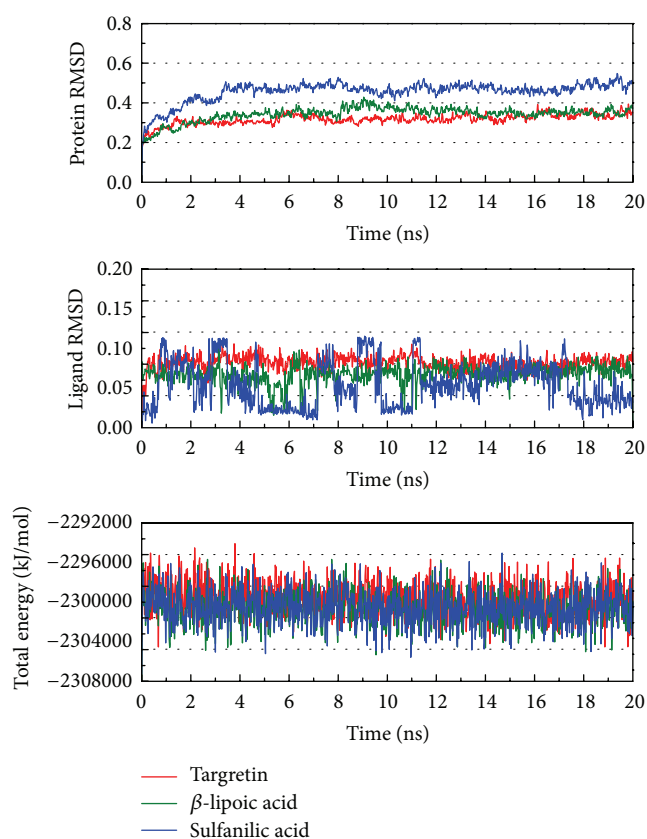 Protein RMSD
0.8
0.6
0.4
0.2
0.0
0 2 4 6 8 10 12 14 16 18 20
Time (ns)
Ligand RMSD
0.20
0.15
0.10
0.05
0.00
0 2 4 6 8 10 12 14 16 18 20
Time (ns)
Total energy (kJ/mol)
−2292000
−2296000
−2300000
−2304000
−2308000
0 2 4 6 8 10 12 14 16 18 20
Time (ns)
Targretin
β-lipoic acid
Sulfanilic acid